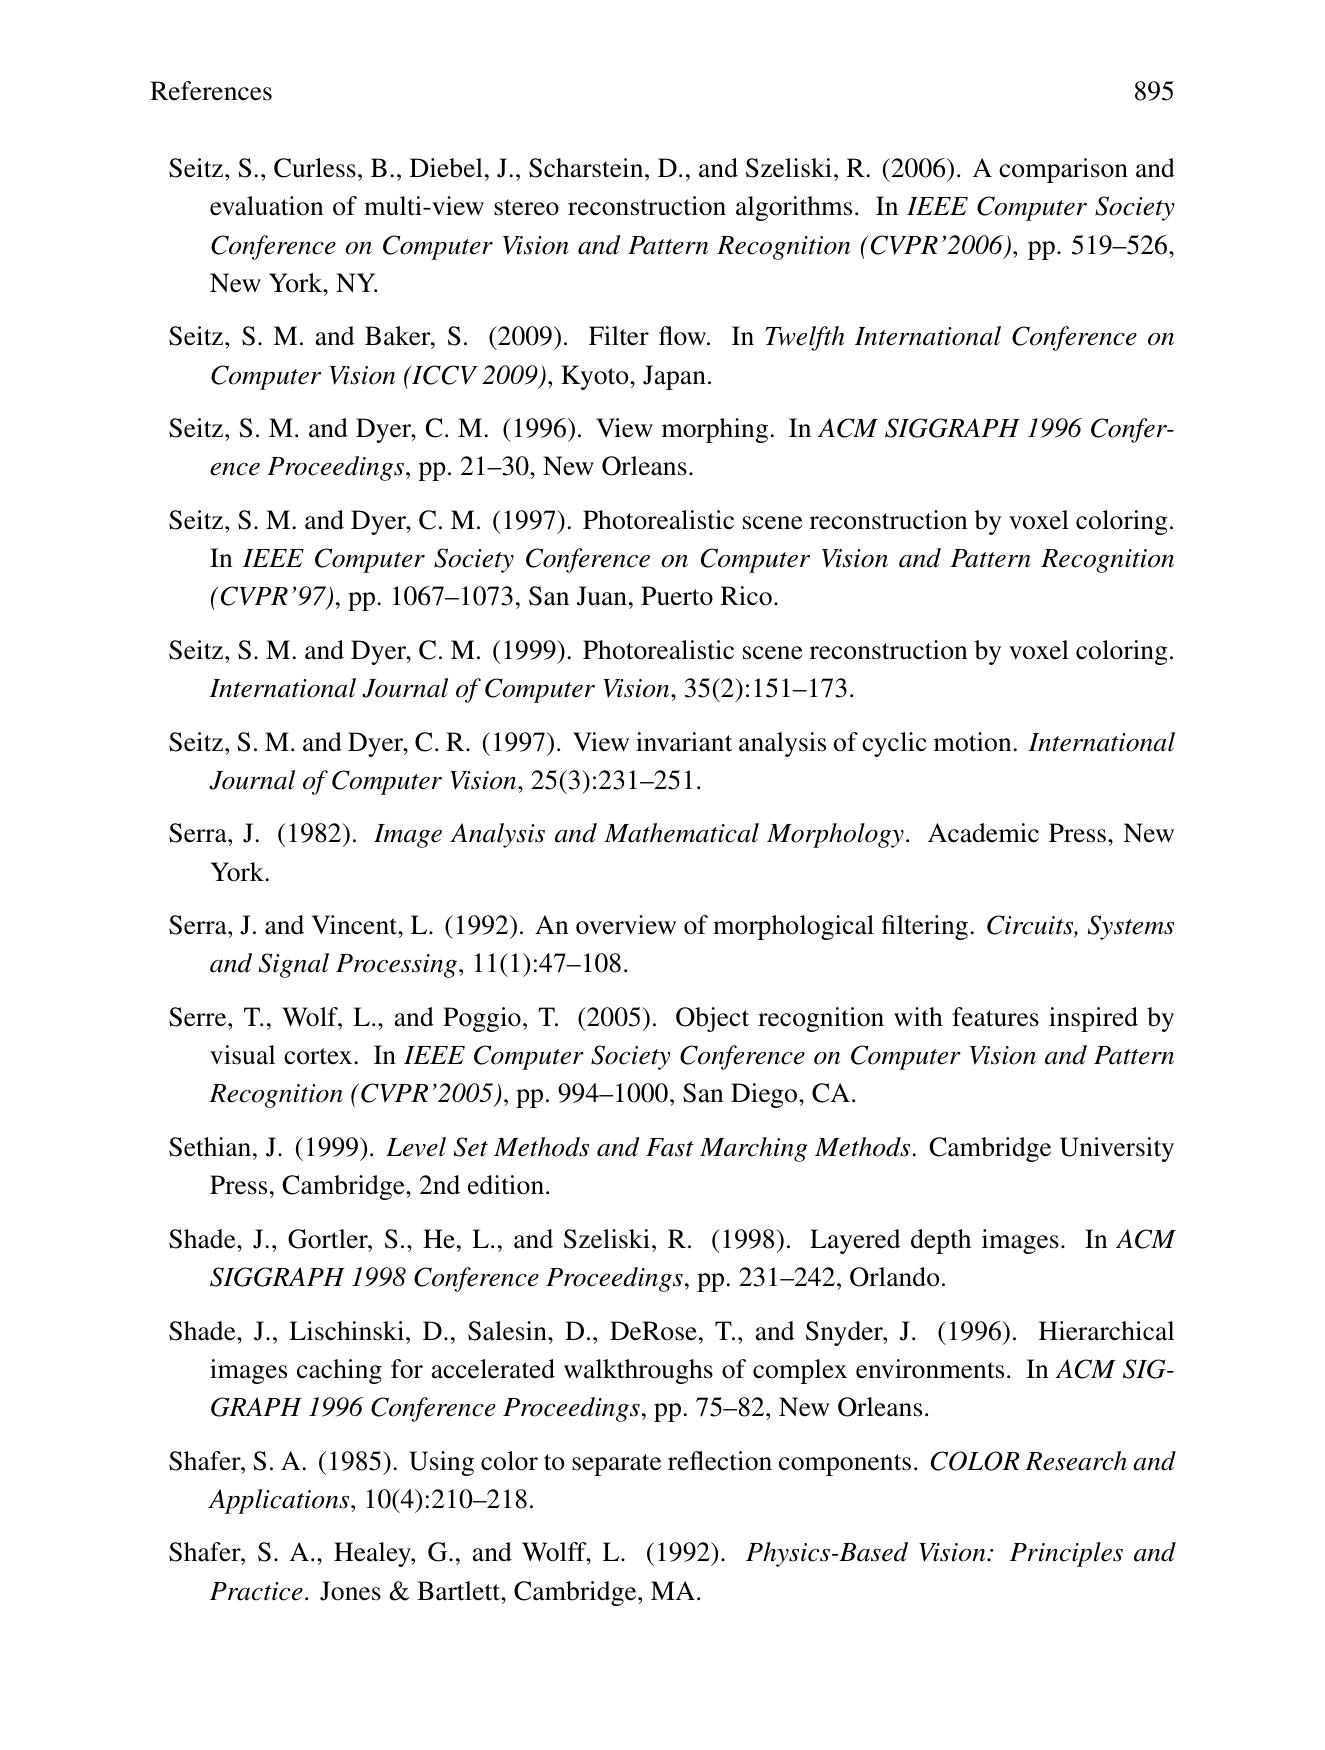 References 895
Seitz, S., Curless, B., Diebel, J., Scharstein, D., and Szeliski, R. (2006). A comparison and
evaluation of multi-view stereo reconstruction algorithms. In IEEE Computer Society
Conference on Computer Vision and Pattern Recognition (CVPR’2006), pp. 519–526,
New York, NY.
Seitz, S. M. and Baker, S. (2009). Filter flow. In Twelfth International Conference on
Computer Vision (ICCV 2009), Kyoto, Japan.
Seitz, S. M. and Dyer, C. M. (1996). View morphing. In ACM SIGGRAPH 1996 Confer-
ence Proceedings, pp. 21–30, New Orleans.
Seitz, S. M. and Dyer, C. M. (1997). Photorealistic scene reconstruction by voxel coloring.
In IEEE Computer Society Conference on Computer Vision and Pattern Recognition
(CVPR’97), pp. 1067–1073, San Juan, Puerto Rico.
Seitz, S. M. and Dyer, C. M. (1999). Photorealistic scene reconstruction by voxel coloring.
International Journal of Computer Vision, 35(2):151–173.
Seitz, S. M. and Dyer, C. R. (1997). View invariant analysis of cyclic motion. International
Journal of Computer Vision, 25(3):231–251.
Serra, J. (1982). Image Analysis and Mathematical Morphology. Academic Press, New
York.
Serra, J. and Vincent, L. (1992). An overview of morphological filtering. Circuits, Systems
and Signal Processing, 11(1):47–108.
Serre, T., Wolf, L., and Poggio, T. (2005). Object recognition with features inspired by
visual cortex. In IEEE Computer Society Conference on Computer Vision and Pattern
Recognition (CVPR’2005), pp. 994–1000, San Diego, CA.
Sethian, J. (1999). Level Set Methods and Fast Marching Methods. Cambridge University
Press, Cambridge, 2nd edition.
Shade, J., Gortler, S., He, L., and Szeliski, R. (1998). Layered depth images. In ACM
SIGGRAPH 1998 Conference Proceedings, pp. 231–242, Orlando.
Shade, J., Lischinski, D., Salesin, D., DeRose, T., and Snyder, J. (1996). Hierarchical
images caching for accelerated walkthroughs of complex environments. In ACM SIG-
GRAPH 1996 Conference Proceedings, pp. 75–82, New Orleans.
Shafer, S. A. (1985). Using color to separate reflection components. COLOR Research and
Applications, 10(4):210–218.
Shafer, S. A., Healey, G., and Wolff, L. (1992). Physics-Based Vision: Principles and
Practice. Jones & Bartlett, Cambridge, MA.